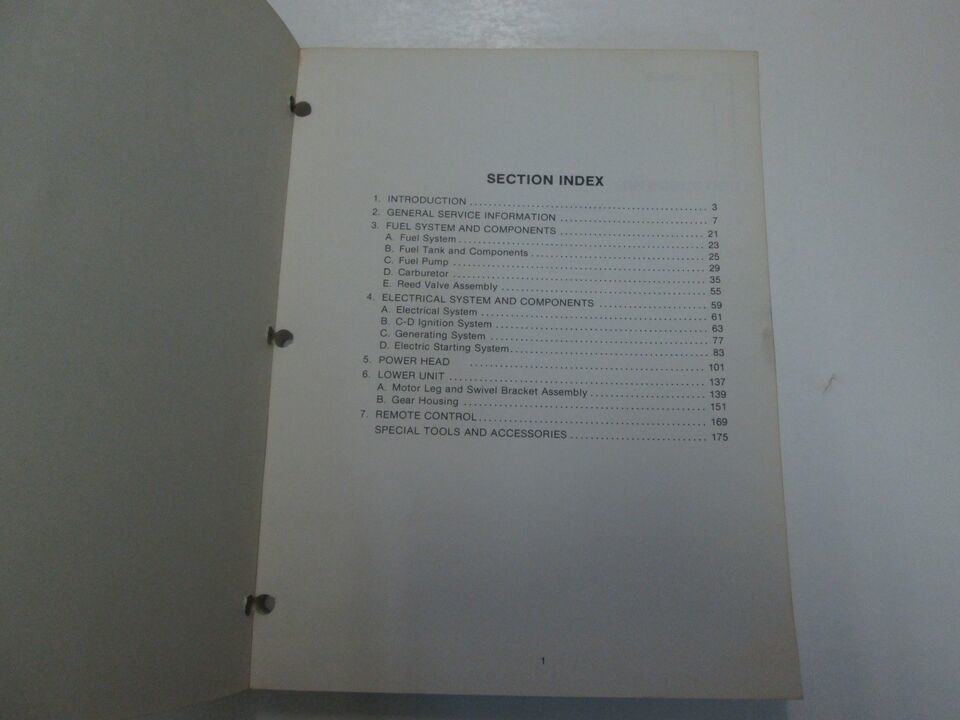 SECTION INDEX
1. INTRODUCTION ........................................ 3
2. GENERAL SERVICE INFORMATION ........................ 7
3. FUEL SYSTEM AND COMPONENTS ........................ 21
A. Fuel System ........................................ 23
B. Fuel Tank and Components ........................ 25
C. Fuel Pump ........................................ 29
D. Carburetor ........................................ 35
E. Reed Valve Assembly ................................ 55
4. ELECTRICAL SYSTEM AND COMPONENTS ................ 59
A. Electrical System ................................ 61
B. C-D Ignition System ................................ 63
C. Generating System ................................ 77
D. Electric Starting System ........................ 83
5. POWER HEAD ........................................ 101
6. LOWER UNIT ........................................ 137
A. Motor Leg and Swivel Bracket Assembly ................ 139
B. Gear Housing ........................................ 151
7. REMOTE CONTROL ........................................ 169
SPECIAL TOOLS AND ACCESSORIES ........................ 175
1